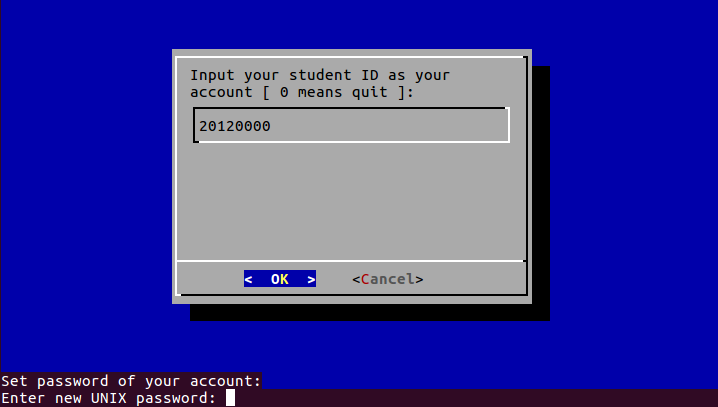 Input your student ID as your
account [ 0 means quit ]:
20120000
<  OK  >    <Cancel>
Set password of your account:
Enter new UNIX password: